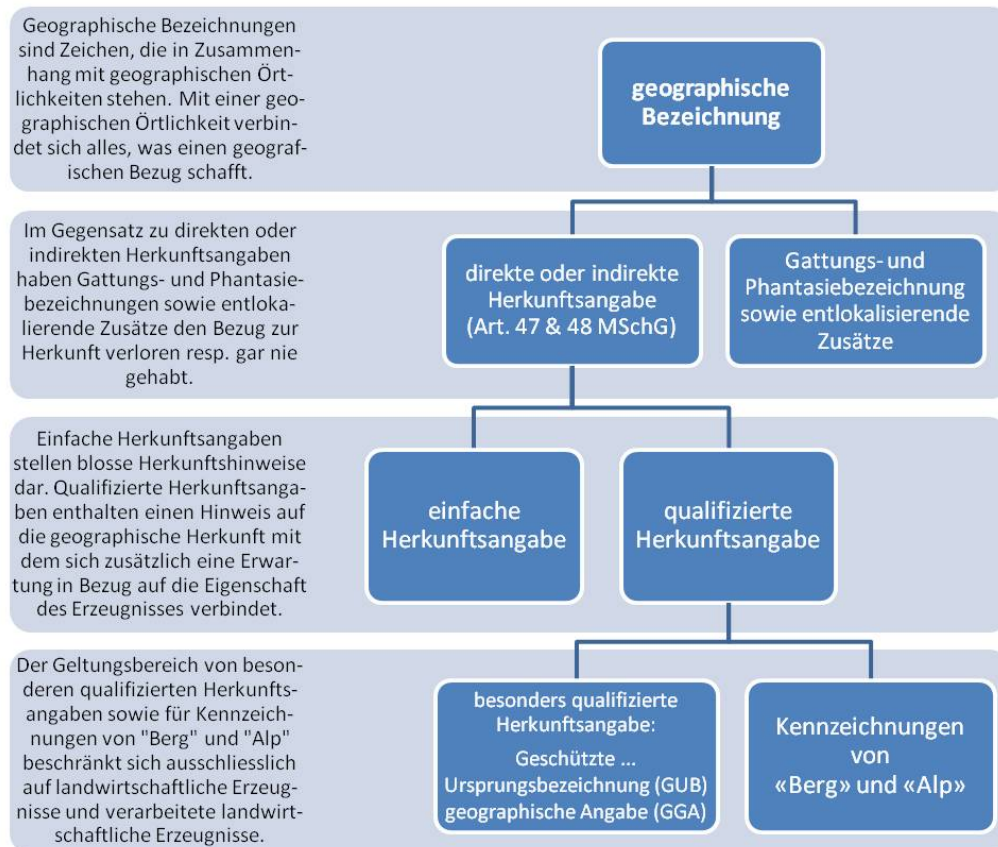 Geographische Bezeichnungen
sind Zeichen, die in Zusammen-
hang mit geographischen Ört-
lichkeiten stehen. Mit einer geo-
graphischen Örtlichkeit verbin-
det sich alles, was einen geograf-
ischen Bezug schafft.
geographische
Bezeichnung
Im Gegensatz zu direkten oder
indirekten Herkunftsangaben
haben Gattungs- und Phantasie-
bezeichnungen sowie entloka-
lierende Zusätze den Bezug zur
Herkunft verloren resp. gar nie
gehabt.
direkte oder indirekte
Herkunftsangabe
(Art. 47 & 48 MSchG)
Gattungs- und
Phantasiebezeichnung
sowie entlokalisierende
Zusätze
Einfache Herkunftsangaben
stellen blosse Herkunftshinweise
dar. Qualifizierte Herkunftsanga-
ben enthalten einen Hinweis auf
die geographische Herkunft mit
dem sich zusätzlich eine Erwar-
tung in Bezug auf die Eigenschaft
des Erzeugnisses verbindet.
einfache
Herkunftsangabe
qualifizierte
Herkunftsangabe
Der Geltungsbereich von beson-
deren qualifizierten Herkunfts-
angaben sowie für Kennzeich-
nungen von "Berg" und "Alp"
beschränkt sich ausschliesslich
auf landwirtschaftliche Erzeug-
nisse und verarbeitete landwirt-
schaftliche Erzeugnisse.
besonders qualifizierte
Herkunftsangabe:
Geschützte ...
Ursprungsbezeichnung (GUB)
geographische Angabe (GGA)
Kennzeichnungen
von
«Berg» und «Alp»